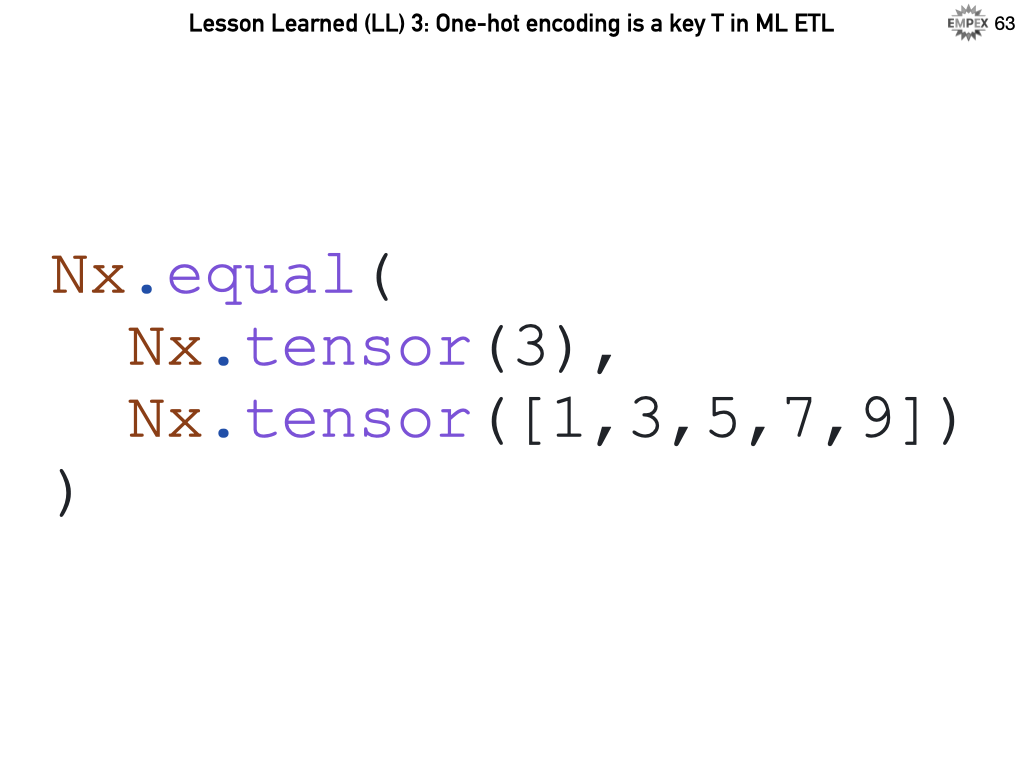 Lesson Learned (LL) 3: One-hot encoding is a key T in ML ETL
EMPEX 63
Nx.equal(
  Nx.tensor(3),
  Nx.tensor([1,3,5,7,9])
)